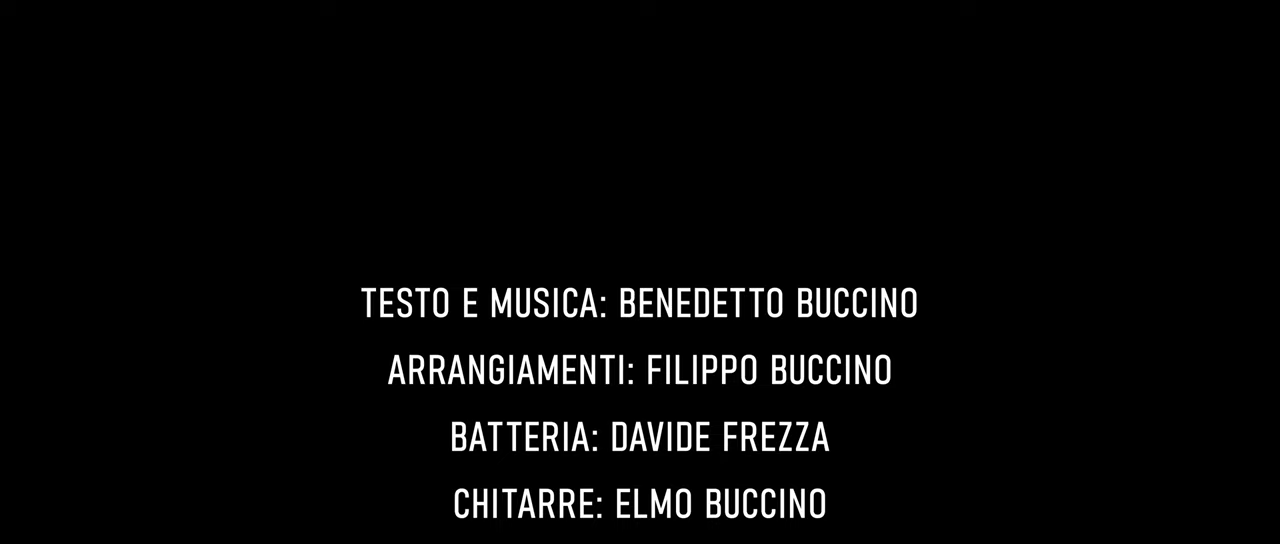 TESTO E MUSICA: BENEDETTO BUCCINO
ARRANGIAMENTI: FILIPPO BUCCINO
BATTERIA: DAVIDE FREZZA
CHITARRE: ELMO BUCCINO